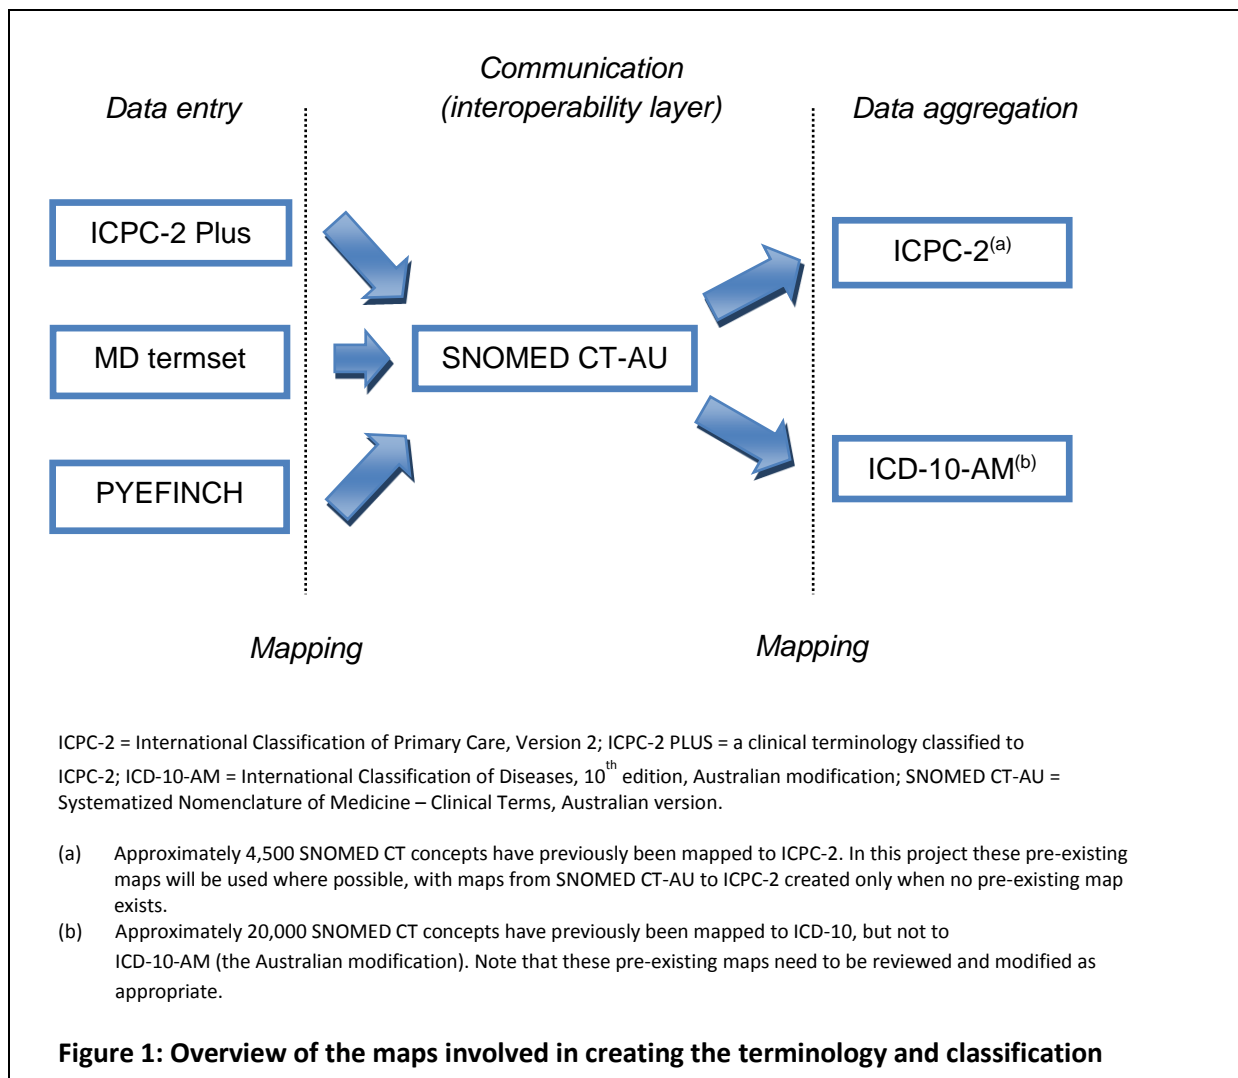 Communication
(interoperability layer)
Data entry
Data aggregation
ICPC-2 Plus
MD termset
PYEFINCH
SNOMED CT-AU
ICPC-2(a)
ICD-10-AM(b)
Mapping
Mapping
ICPC-2 = International Classification of Primary Care, Version 2; ICPC-2 PLUS = a clinical terminology classified to
ICPC-2; ICD-10-AM = International Classification of Diseases, 10th edition, Australian modification; SNOMED CT-AU =
Systematized Nomenclature of Medicine – Clinical Terms, Australian version.
(a) Approximately 4,500 SNOMED CT concepts have previously been mapped to ICPC-2. In this project these pre-existing
maps will be used where possible, with maps from SNOMED CT-AU to ICPC-2 created only when no pre-existing map
exists.
(b) Approximately 20,000 SNOMED CT concepts have previously been mapped to ICD-10, but not to
ICD-10-AM (the Australian modification). Note that these pre-existing maps need to be reviewed and modified as
appropriate.
Figure 1: Overview of the maps involved in creating the terminology and classification